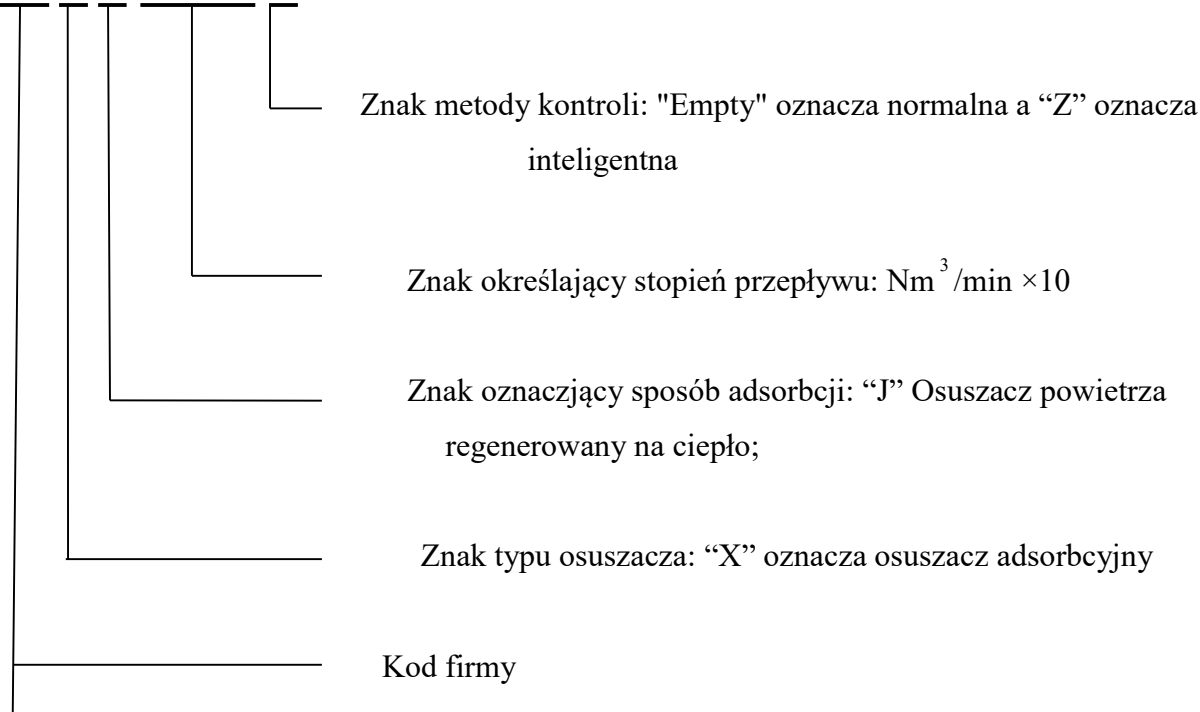 Znak metody kontroli: "Empty" oznacza normalna a “Z” oznacza
inteligentna
Znak określający stopień przepływu: Nm³/min ×10
Znak oznaczjący sposób adsorbcji: “J” Osuszacz powietrza
regenerowany na ciepło;
Znak typu osuszacza: “X” oznacza osuszacz adsorbcyjny
Kod firmy